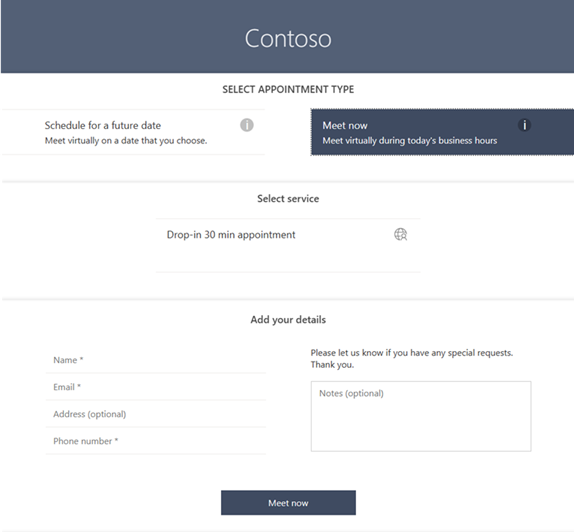 Contoso
SELECT APPOINTMENT TYPE
Schedule for a future date
Meet virtually on a date that you choose.
Meet now
Meet virtually during today's business hours
Select service
Drop-in 30 min appointment
Add your details
Name *
Email *
Address (optional)
Phone number *
Please let us know if you have any special requests.
Thank you.
Notes (optional)
Meet now